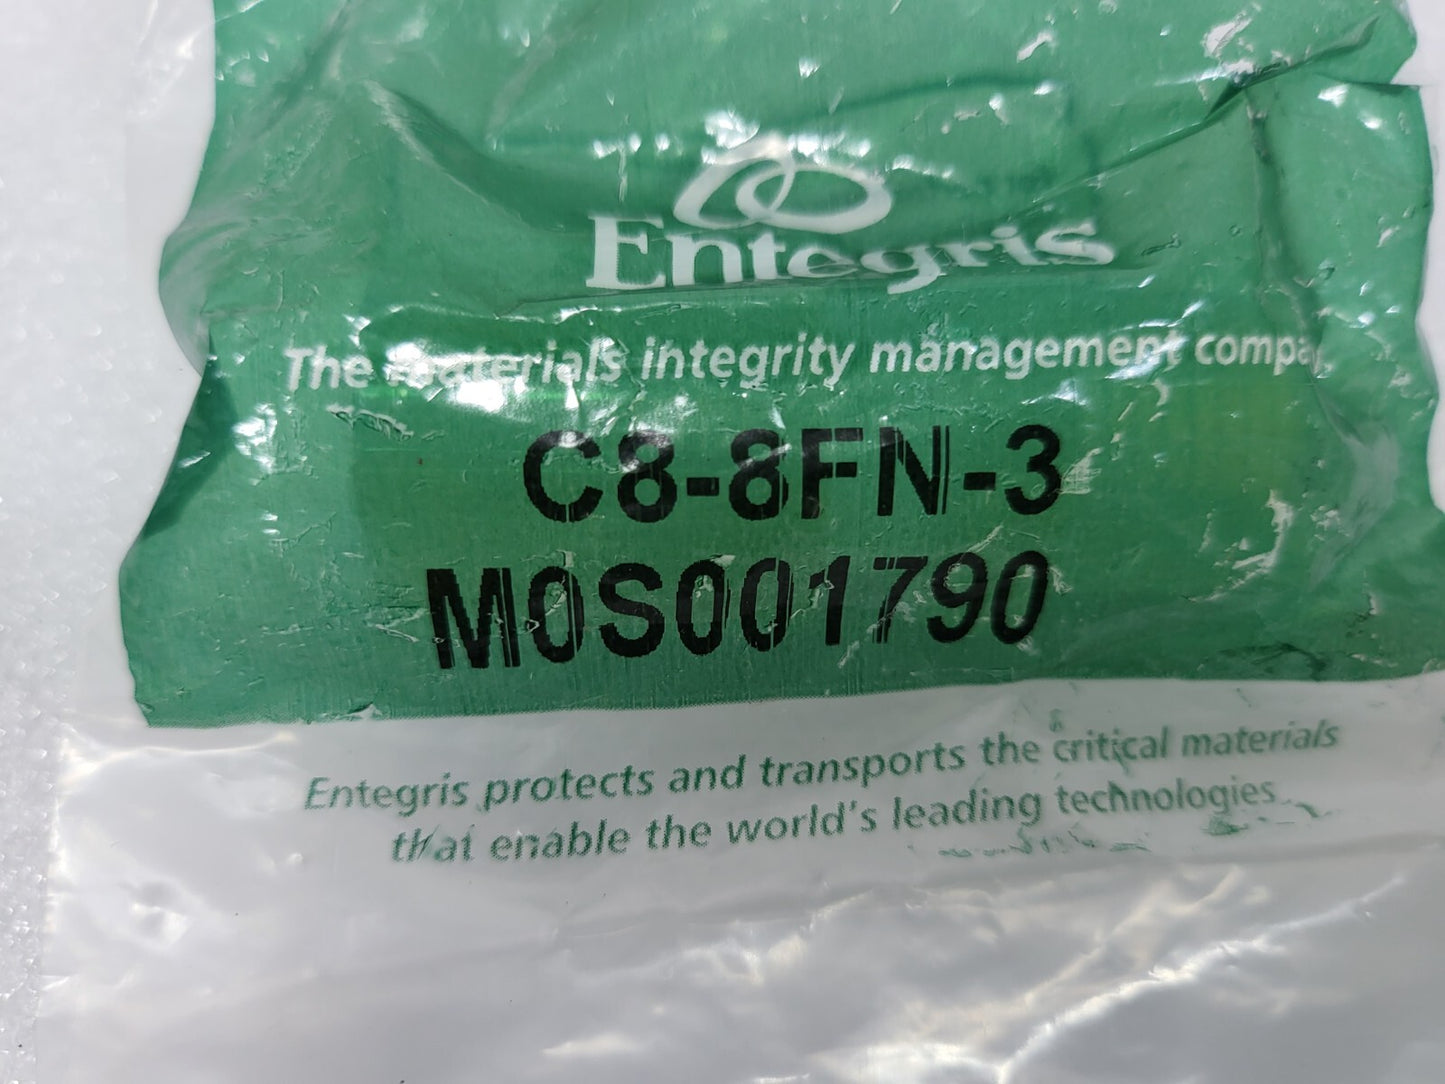 Entegris
The materials integrity management compa
C8-8FN-3
M0S001790
Entegris protects and transports the critical materials
that enable the world's leading technologies